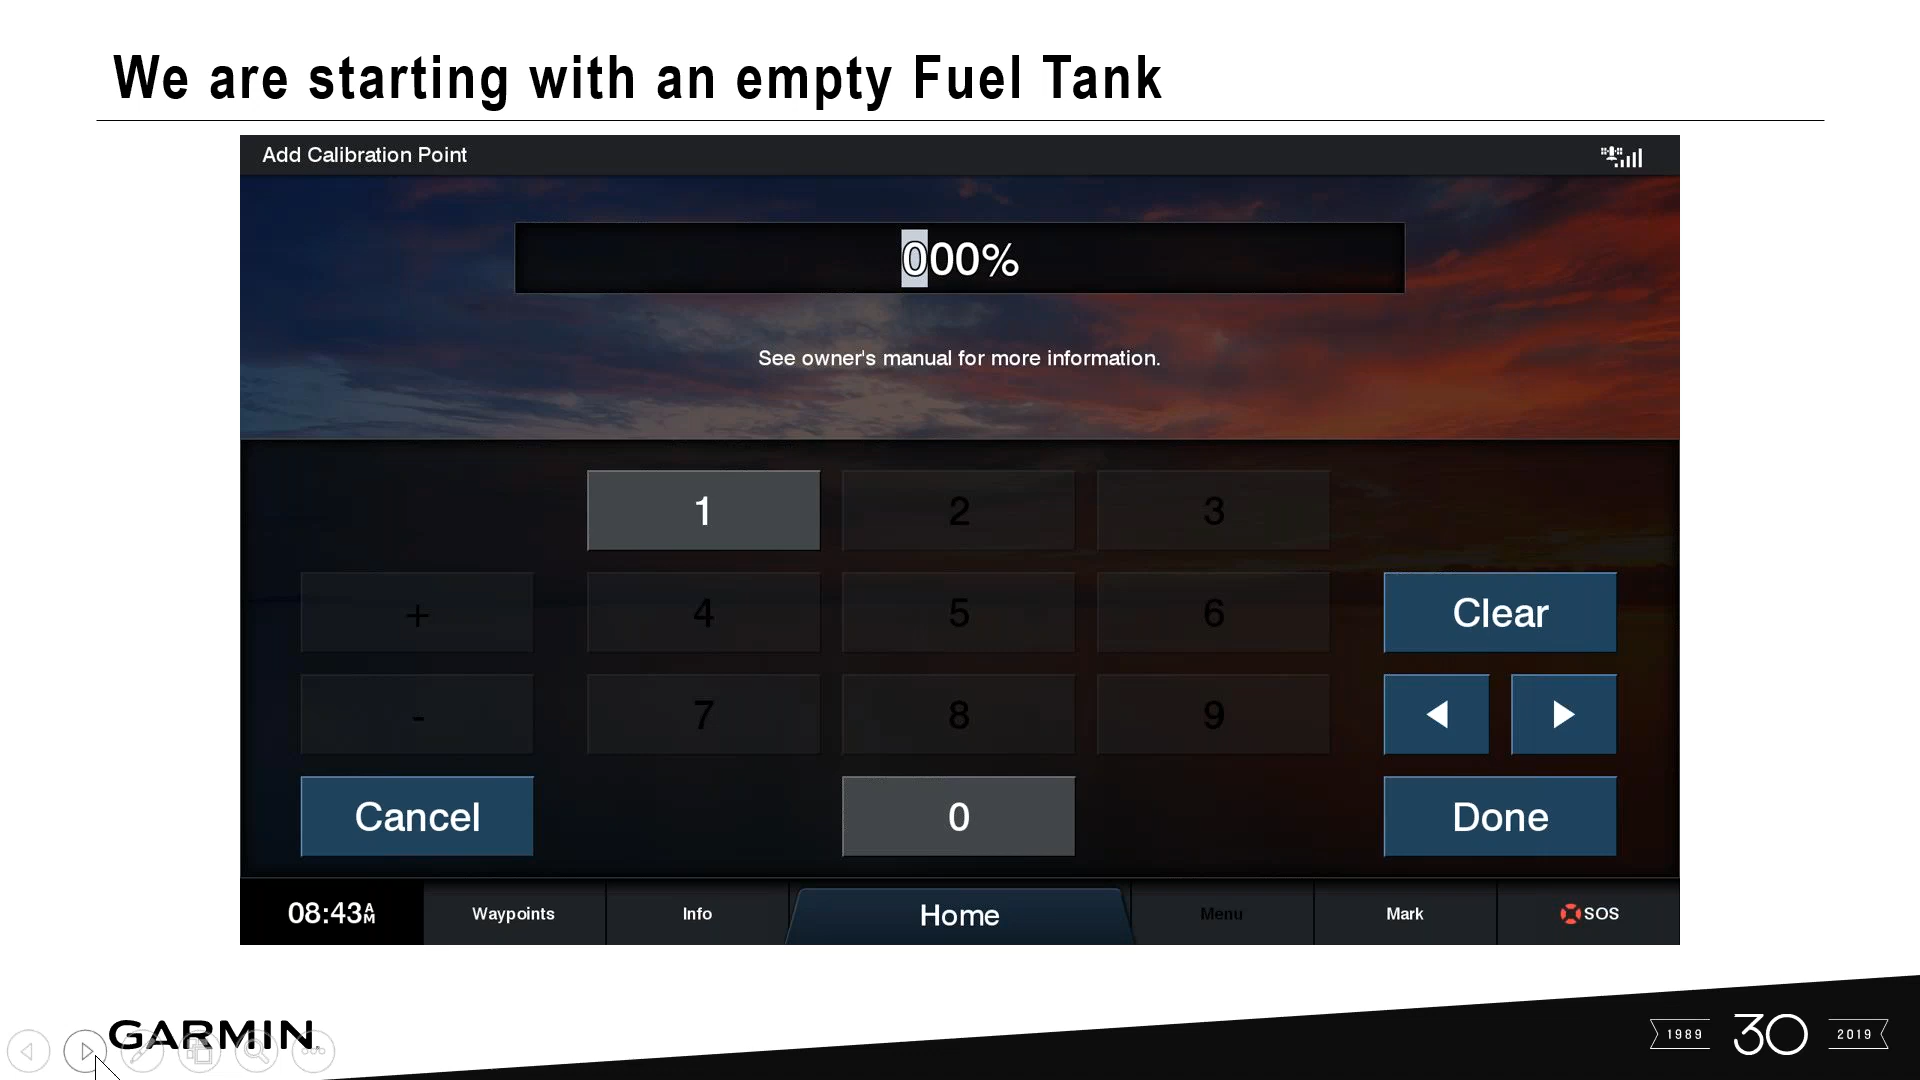 We are starting with an empty Fuel Tank
Add Calibration Point
000%
See owner's manual for more information.
1 2 3
+ 4 5 6 Clear
- 7 8 9
Cancel 0 Done
08:43AM Waypoints Info Home Menu Mark SOS
GARMIN
1989 30 2019